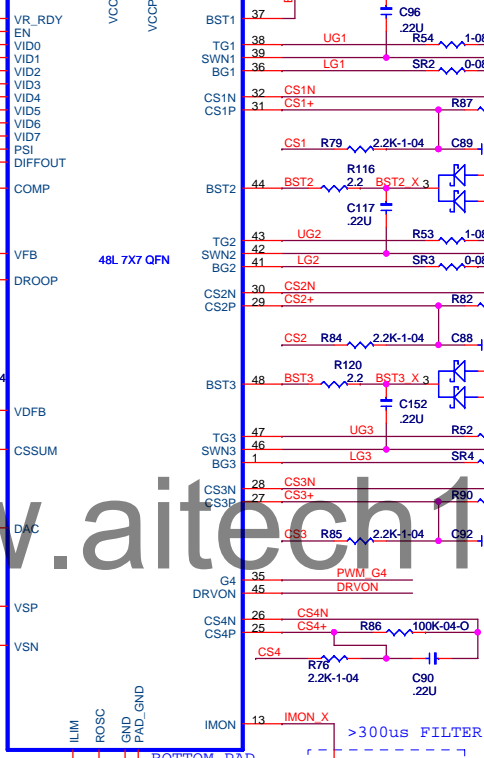 VCCP
BST1 37
C96
.22U
VR_RDY
EN
VID0
VID1
VID2
VID3
VID4
VID5
VID6
VID7
PSI
DIFFOUT
COMP
VFB
DROOP
VDFB
CSSUM
DAC
VSP
VSN
48L 7X7 QFN
TG1 38 UG1 R54
SWN1 39
BG1 36 LG1 SR2
CS1N 32 CS1N
CS1P 31 CS1+ R87
CS1 R79 2.2K-1-04 C89
R116
BST2 44 BST2 2.2 BST2_X 3
C117
.22U
TG2 43 UG2 R53
SWN2 42
BG2 41 LG2 SR3
CS2N 30 CS2N
CS2P 29 CS2+ R82
CS2 R84 2.2K-1-04 C88
R120
BST3 48 BST3 2.2 BST3_X 3
C152
.22U
TG3 47 UG3 R52
SWN3 46
BG3 1 LG3 SR4
CS3N 28 CS3N
CS3P 27 CS3+ R90
CS3 R85 2.2K-1-04 C92
w.aitech1
G4 35 PWM_G4
DRVON 45 DRVON
CS4N 26 CS4N
CS4P 25 CS4+ R86 100K-04-O
CS4
R76
2.2K-1-04
C90
.22U
IMON 13 IMON_X
>300us FILTER
ILIM
ROSC
GND
PAD_GND
BOTTOM PAD